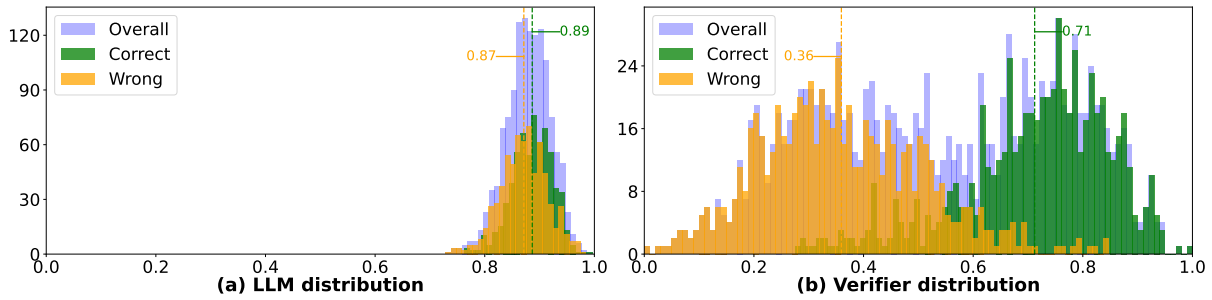 120
90
60
30
0
0.0 0.2 0.4 0.6 0.8 1.0
Overall
Correct
Wrong
0.87
0.89
(a) LLM distribution
24
16
8
0
0.0 0.2 0.4 0.6 0.8 1.0
Overall
Correct
Wrong
0.36
0.71
(b) Verifier distribution